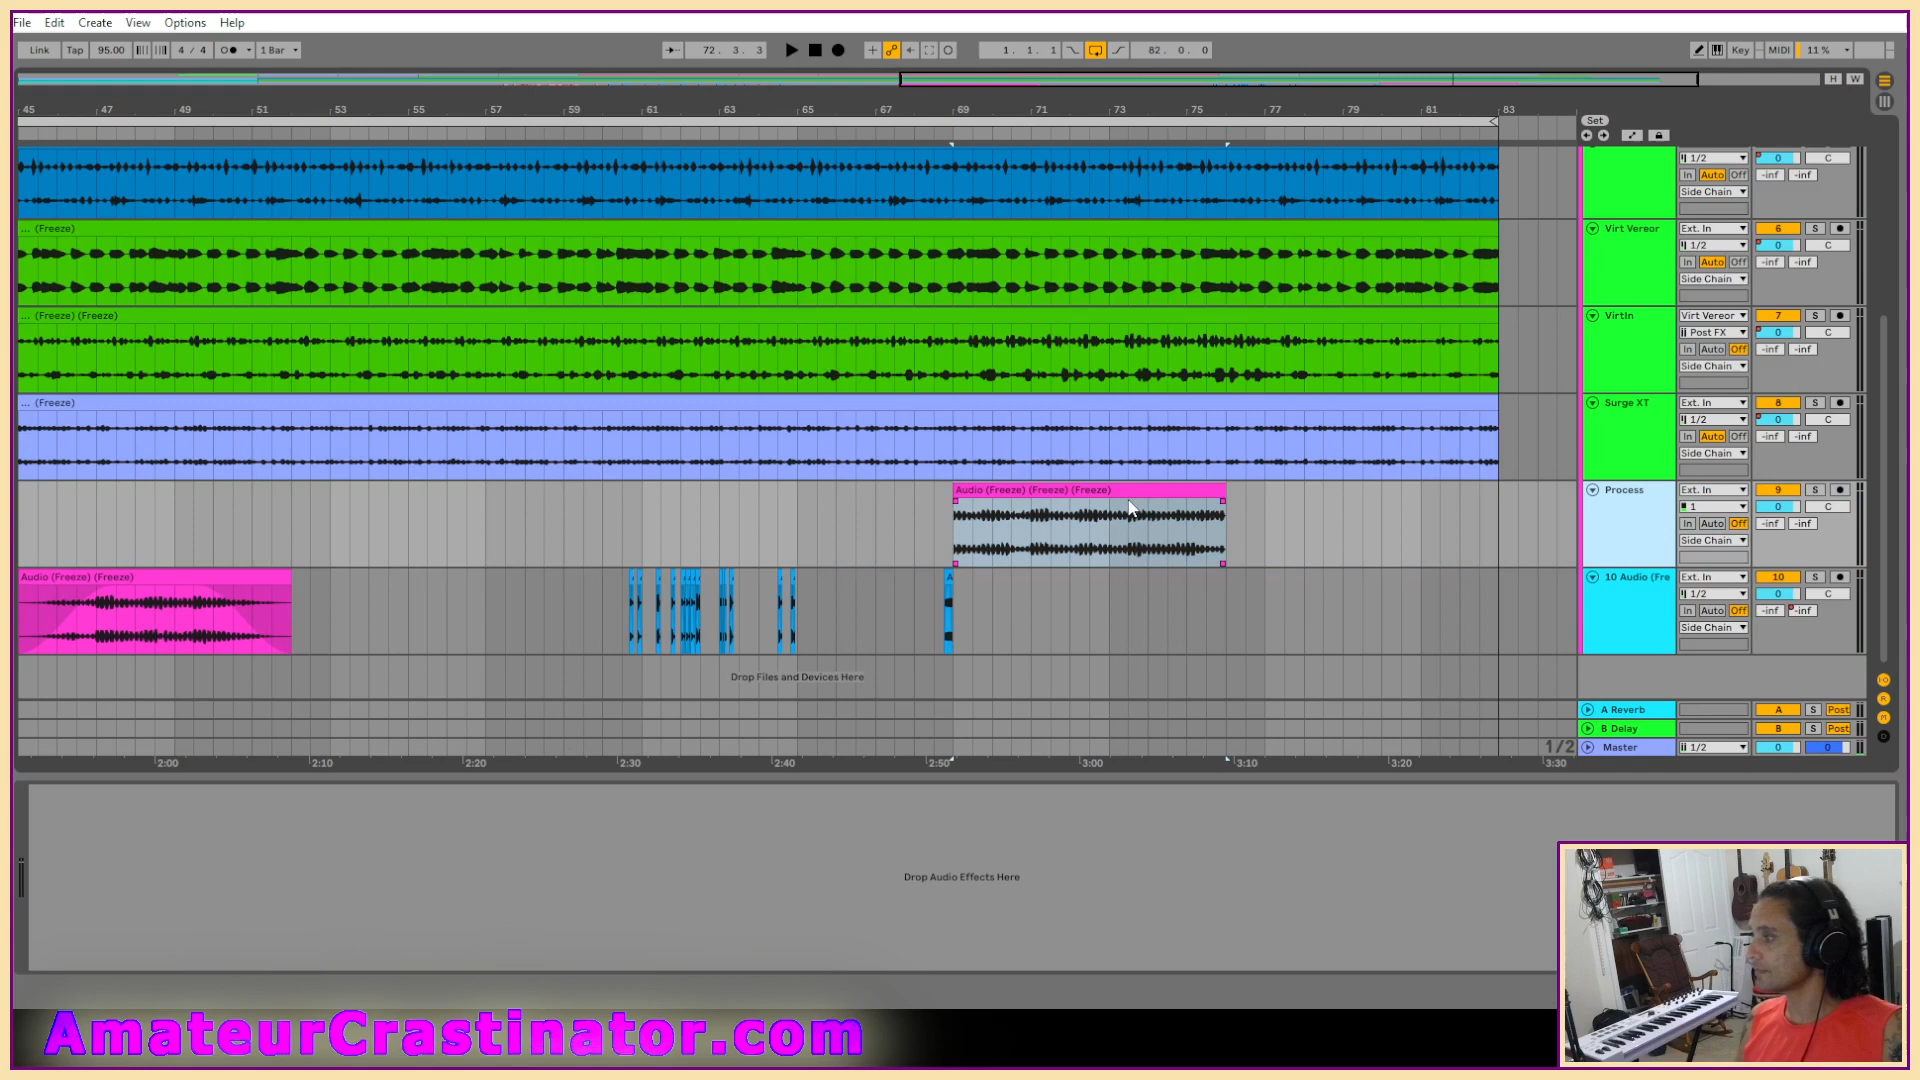 File Edit Create View Options Help
Link Tap 95.00 4 / 4 1 Bar 72. 3. 3 1. 1. 1 82. 0. 0 Key MIDI 11 %
H W
45 47 49 51 53 55 57 59 61 63 65 67 69 71 73 75 77 79 81 83
Set
1/2 0 C
In Auto Off -inf -inf
Side Chain
... (Freeze) Virt Vereor Ext. In 6 S
1/2 0 C
In Auto Off -inf -inf
Side Chain
... (Freeze) (Freeze) VirtIn Virt Vereor 7 S
Post FX 0 C
In Auto Off -inf -inf
Side Chain
... (Freeze) Surge XT Ext. In 8 S
1/2 0 C
In Auto Off -inf -inf
Side Chain
Audio (Freeze) (Freeze) (Freeze) Process Ext. In 9 S
1 0 C
In Auto Off -inf -inf
Side Chain
Audio (Freeze) (Freeze) A 10 Audio (Fre Ext. In 10 S
1/2 0 C
In Auto Off -inf -inf
Side Chain
Drop Files and Devices Here
A Reverb A S Post
B Delay B S Post
1/2 Master 1/2 0 0
2:00 2:10 2:20 2:30 2:40 2:50 3:00 3:10 3:20 3:30
Drop Audio Effects Here
AmateurCrastinator.com